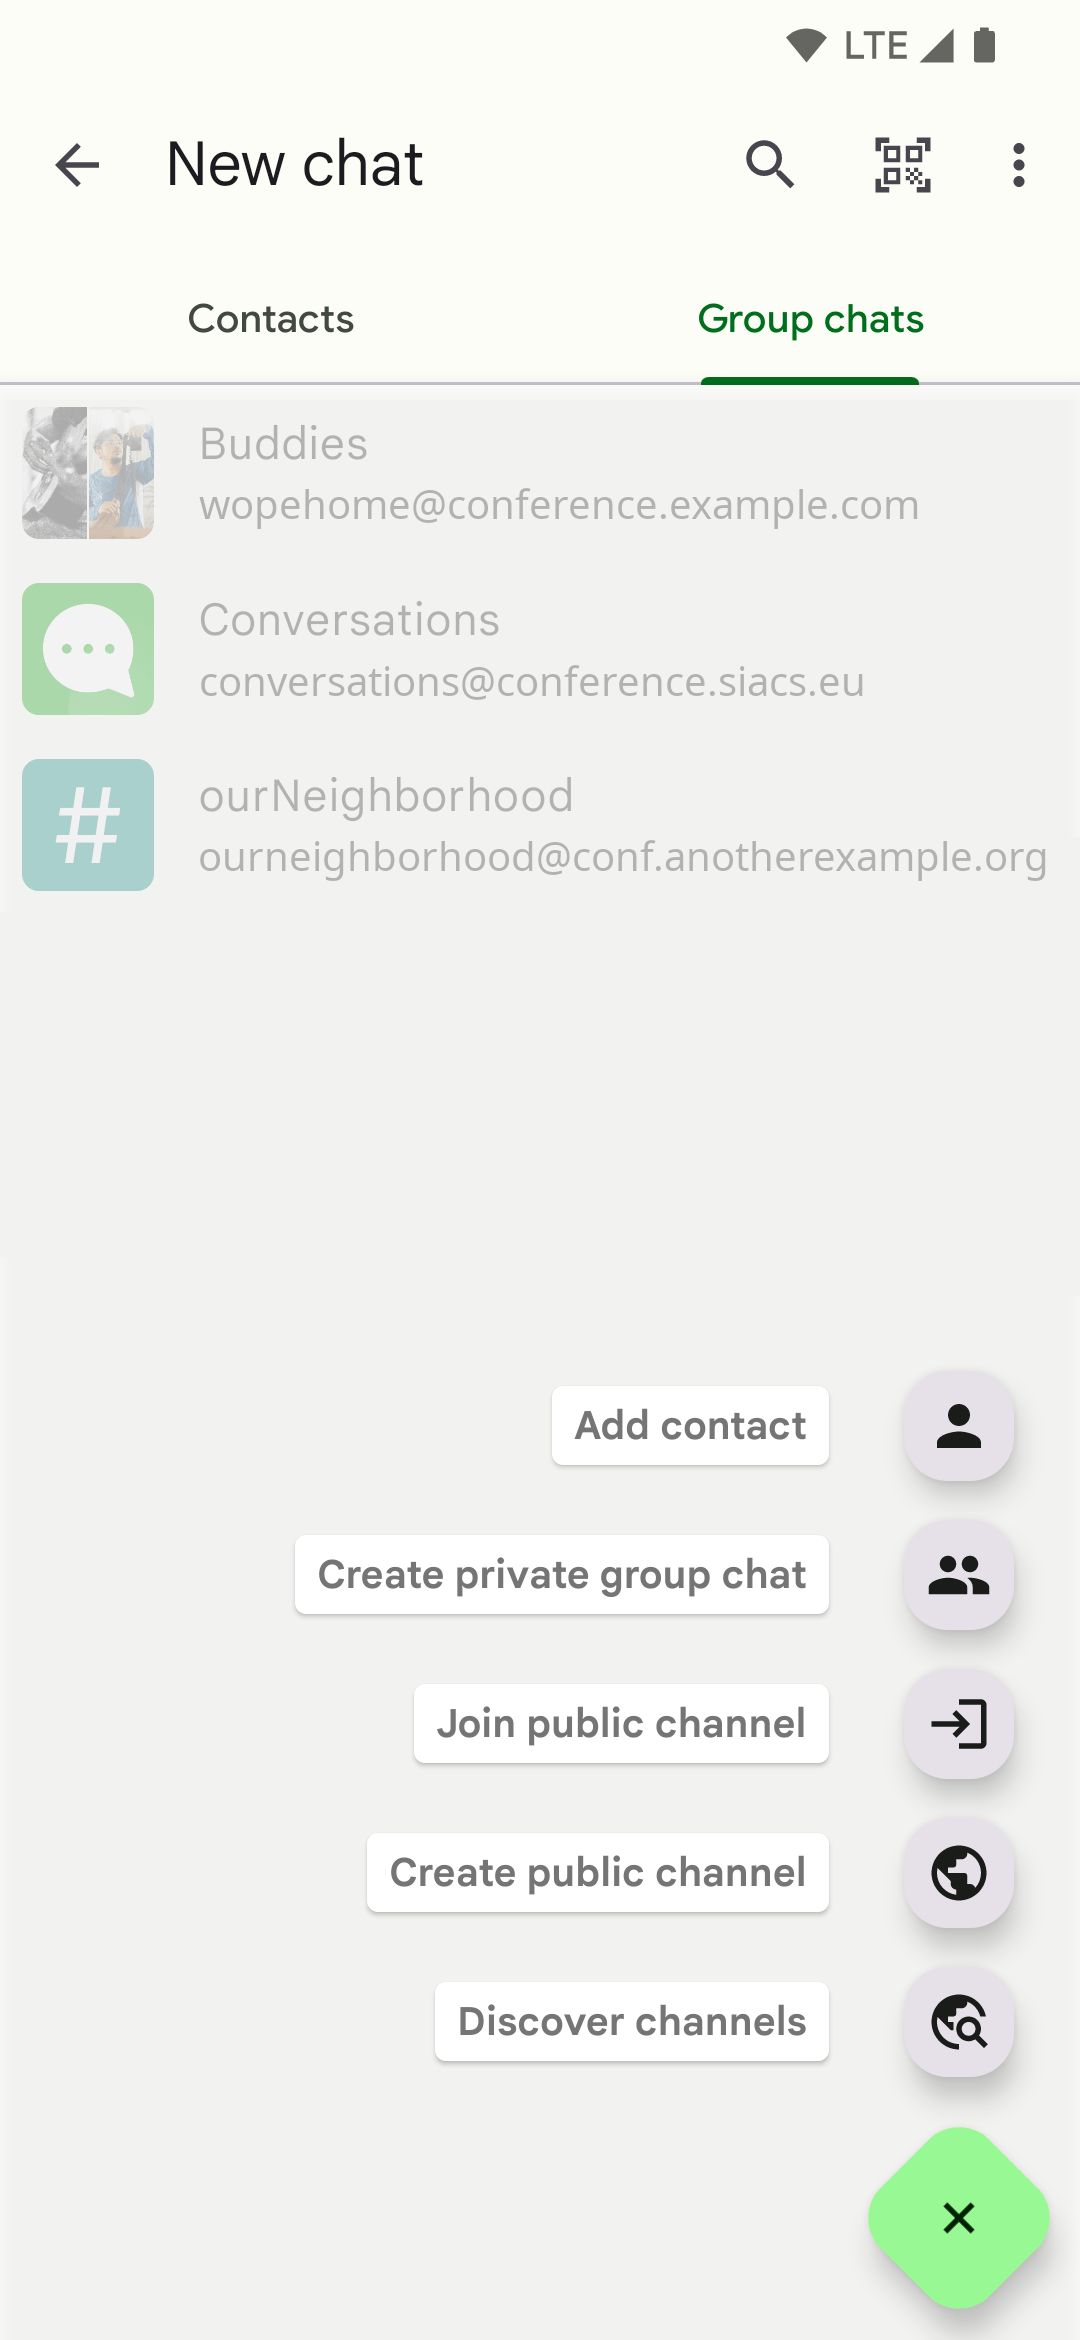 LTE
New chat
Contacts
Group chats
Buddies
wopehome@conference.example.com
Conversations
conversations@conference.siacs.eu
#
ourNeighborhood
ourneighborhood@conf.anotherexample.org
Add contact
Create private group chat
Join public channel
Create public channel
Discover channels